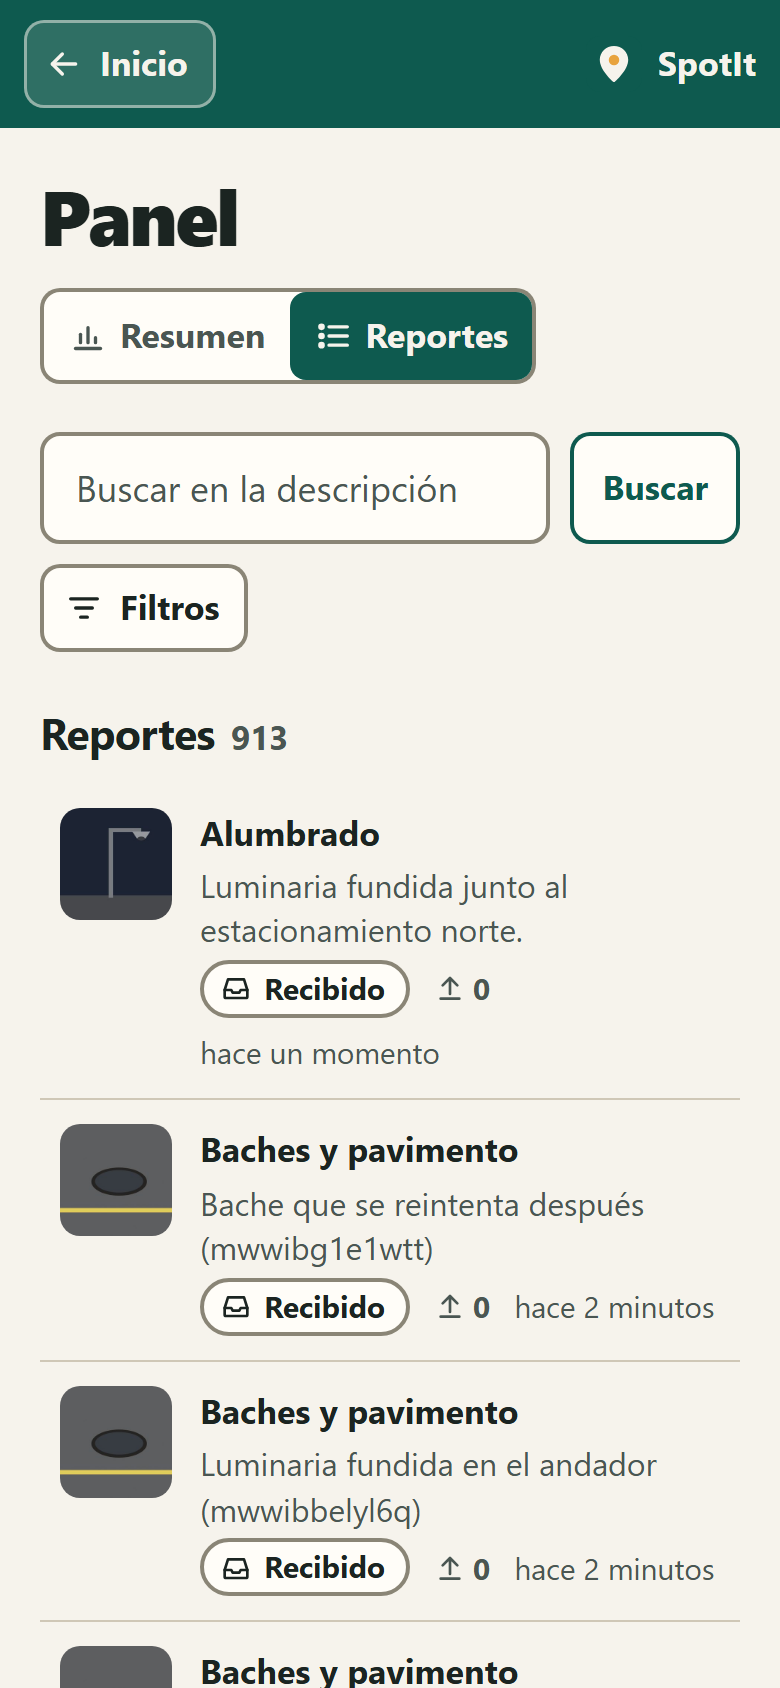 Inicio
SpotIt
Panel
Resumen
Reportes
Buscar en la descripción
Buscar
Filtros
Reportes 913
Alumbrado
Luminaria fundida junto al
estacionamiento norte.
Recibido 0
hace un momento
Baches y pavimento
Bache que se reintenta después
(mwwibg1e1wtt)
Recibido 0 hace 2 minutos
Baches y pavimento
Luminaria fundida en el andador
(mwwibbelyl6q)
Recibido 0 hace 2 minutos
Baches y pavimento